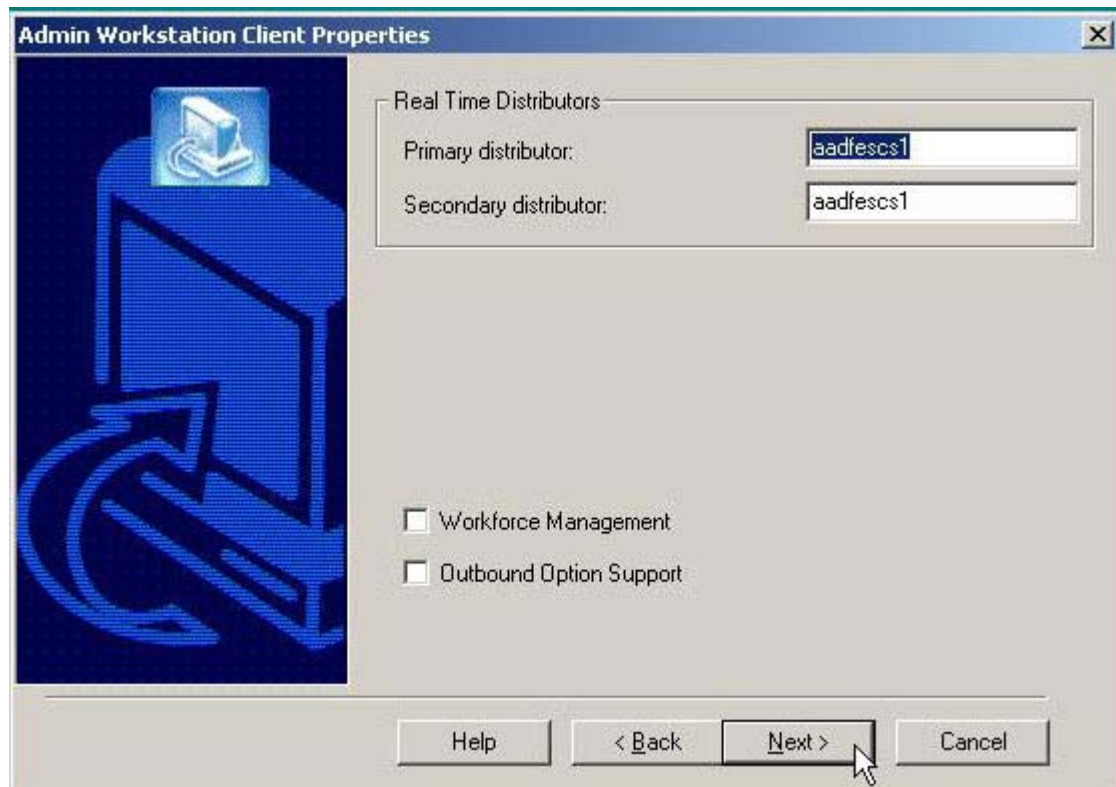 Admin Workstation Client Properties
Real Time Distributors
Primary distributor: aadfescs1
Secondary distributor: aadfescs1
Workforce Management
Outbound Option Support
Help < Back Next > Cancel